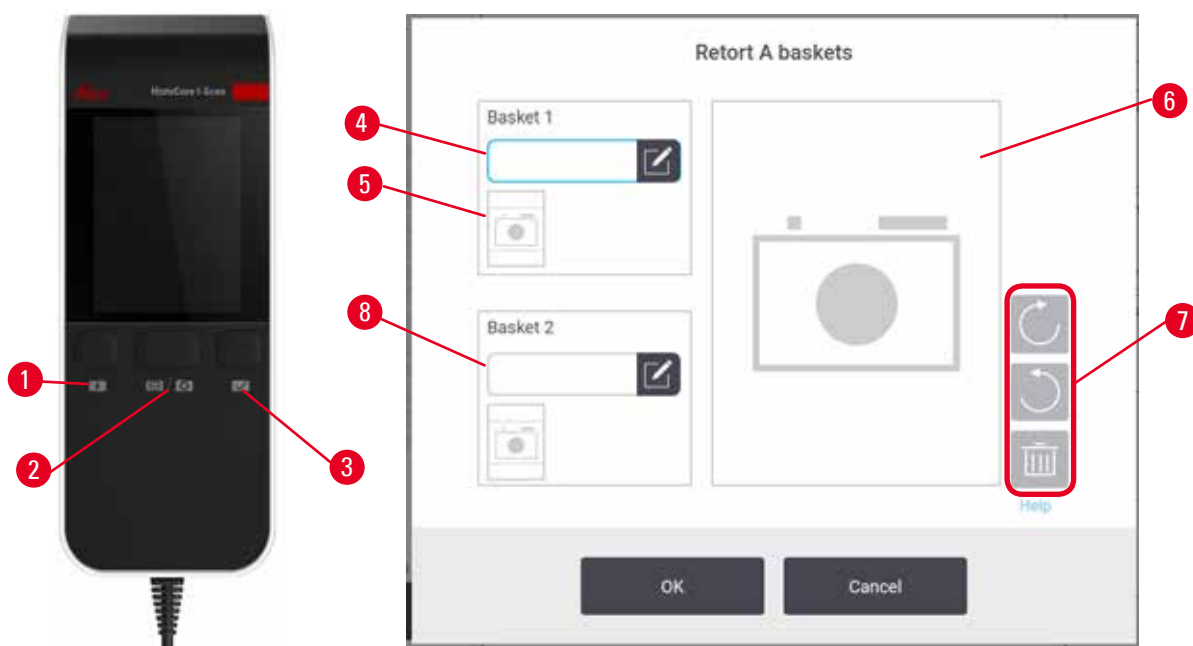 Leica
HistoCore I-Scan
1
2
3
Retort A baskets
Basket 1
4
5
6
7
Basket 2
8
Help
OK
Cancel